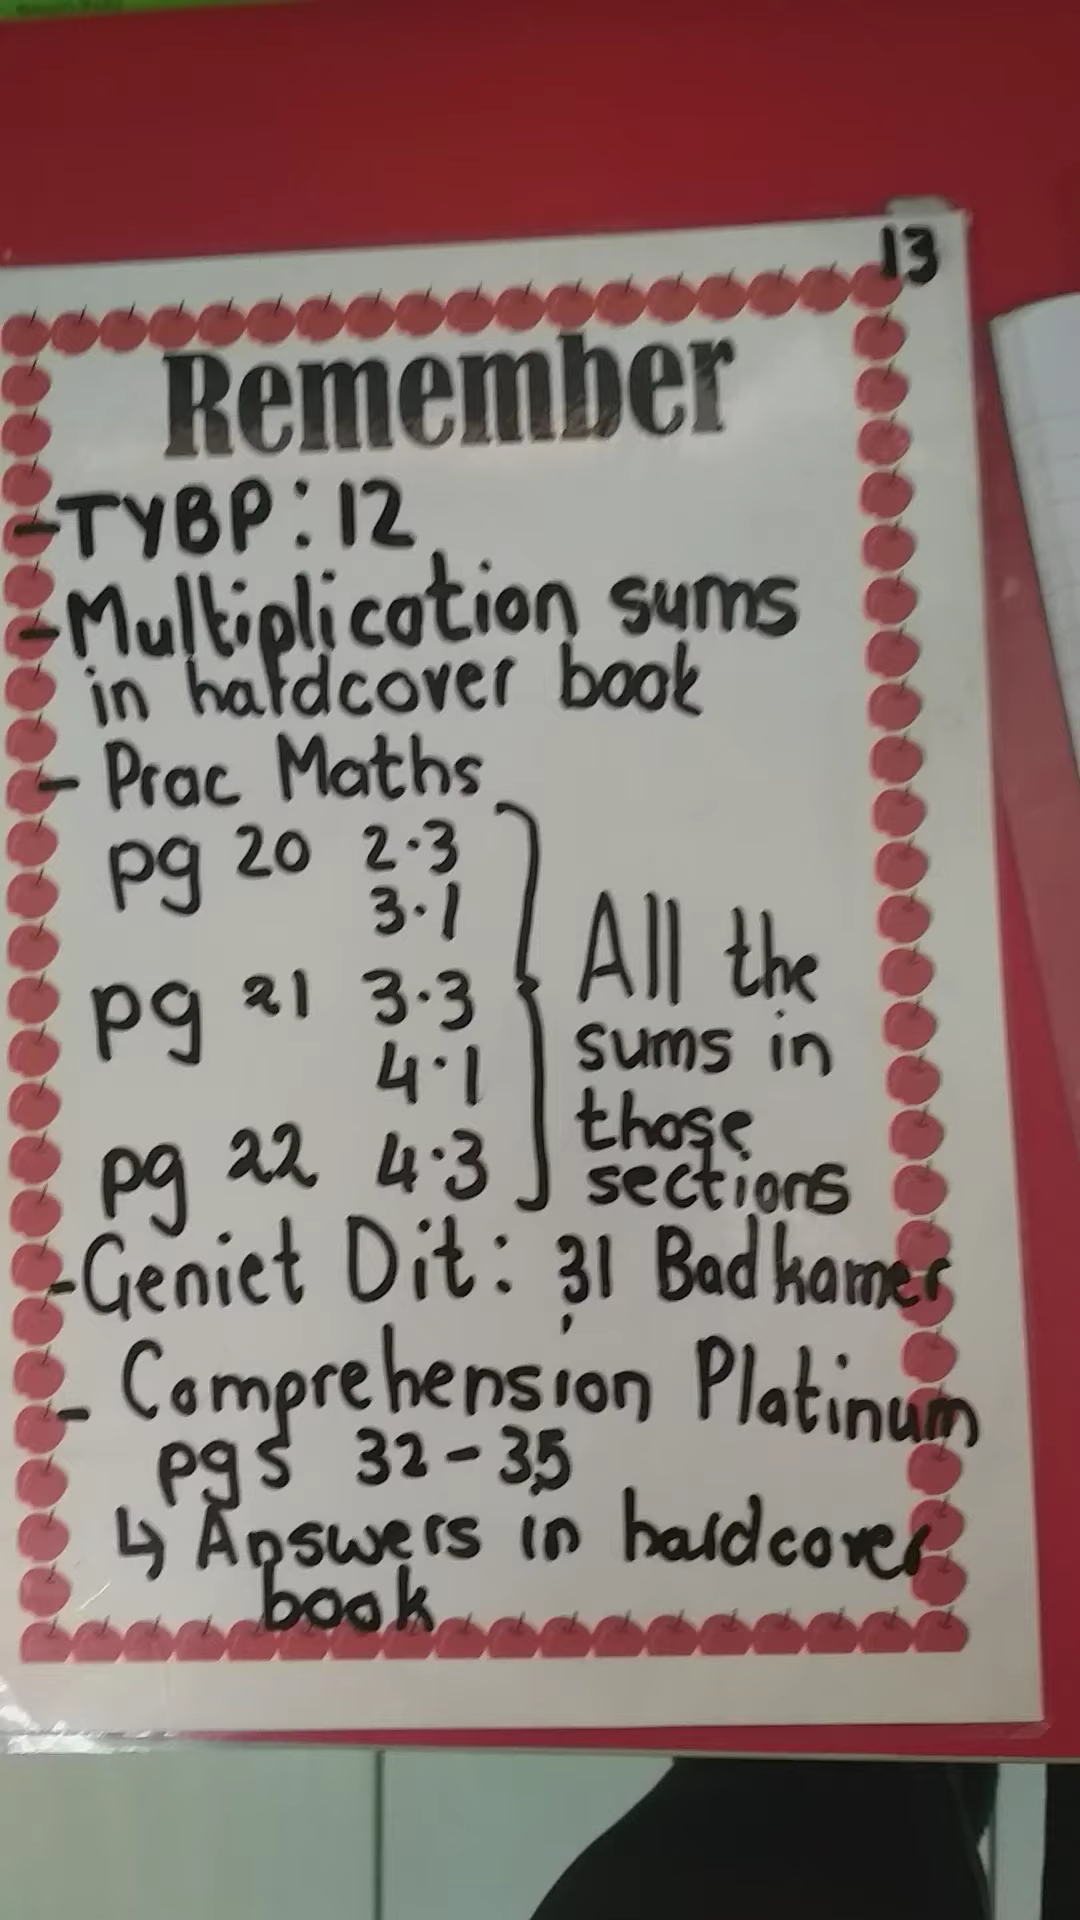 13
Remember
- TYBP: 12
- Multiplication sums
in hardcover book
- Prac Maths
pg 20 2.3
3.1
pg 21 3.3
4.1
pg 22 4.3
All the
sums in
those
sections
- Geniet Dit: 31 Badkamer
- Comprehension Platinum
pgs 32-35
↳ Answers in hardcover
book